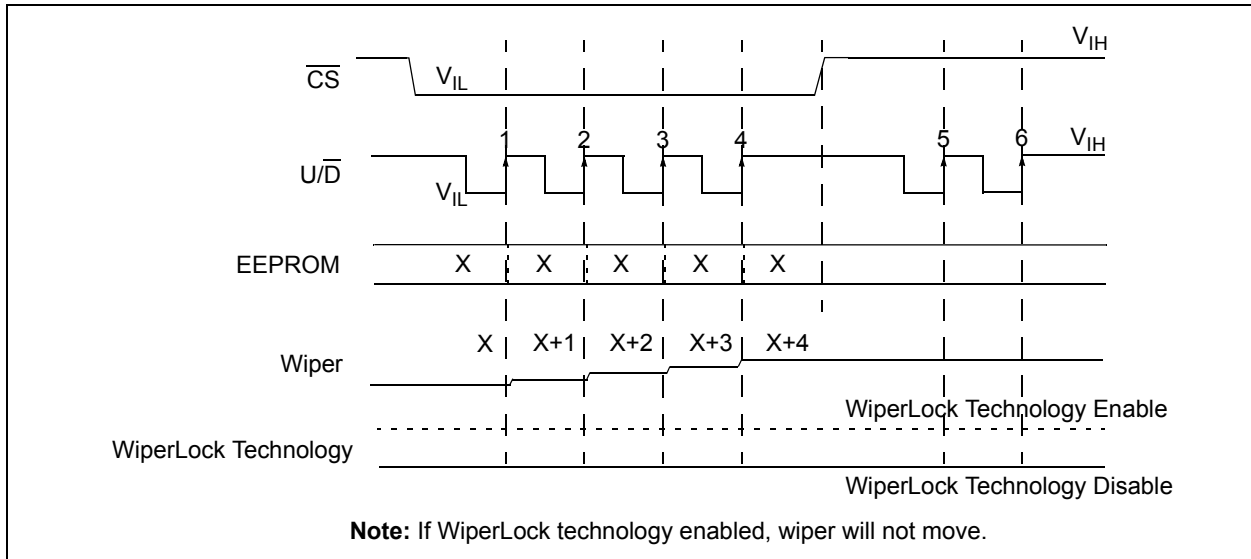 V_IH
C̅S̅
V_IL
1 2 3 4 5 6
V_IH
U/D̅
V_IL
EEPROM X X X X X
X X+1 X+2 X+3 X+4
Wiper
WiperLock Technology Enable
WiperLock Technology
WiperLock Technology Disable
Note: If WiperLock technology enabled, wiper will not move.